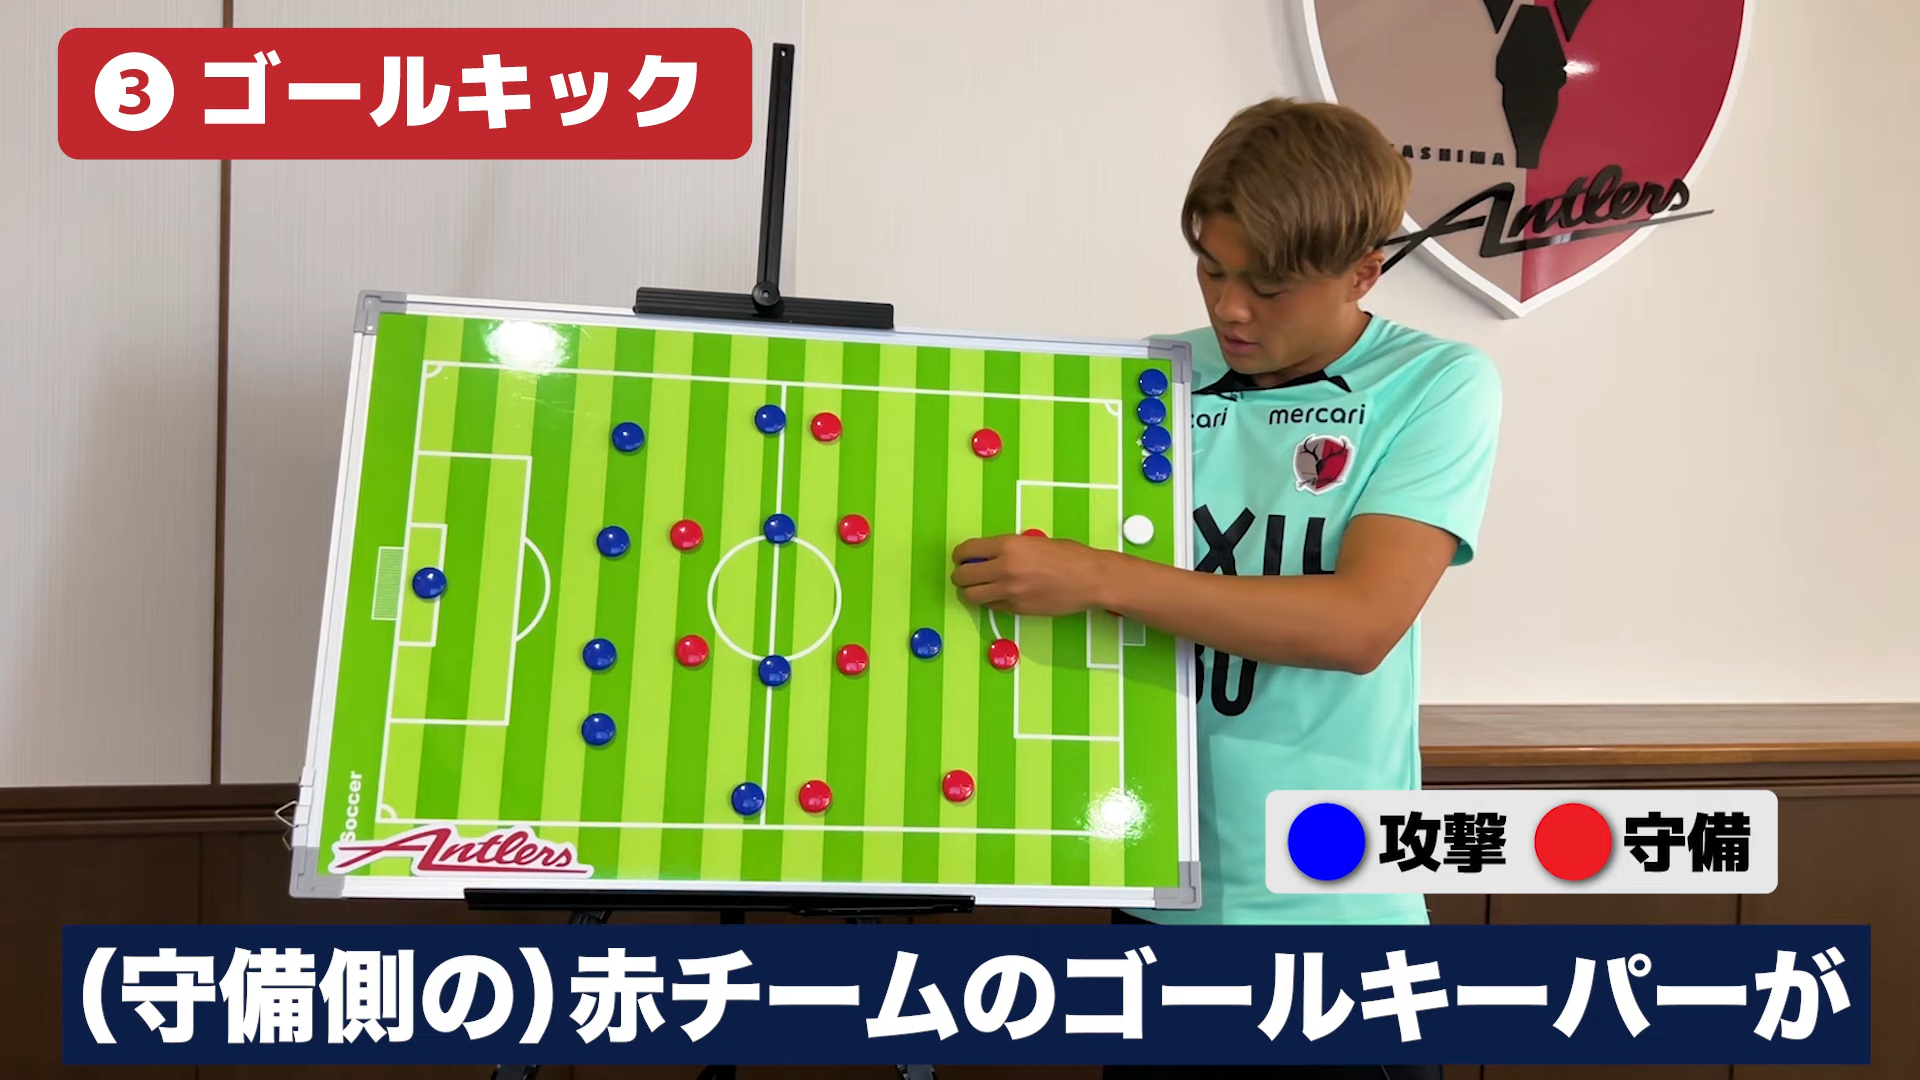 ❸ ゴールキック
KASHIMA
Antlers
cari
mercari
Soccer
Antlers
攻撃 守備
(守備側の)赤チームのゴールキーパーが